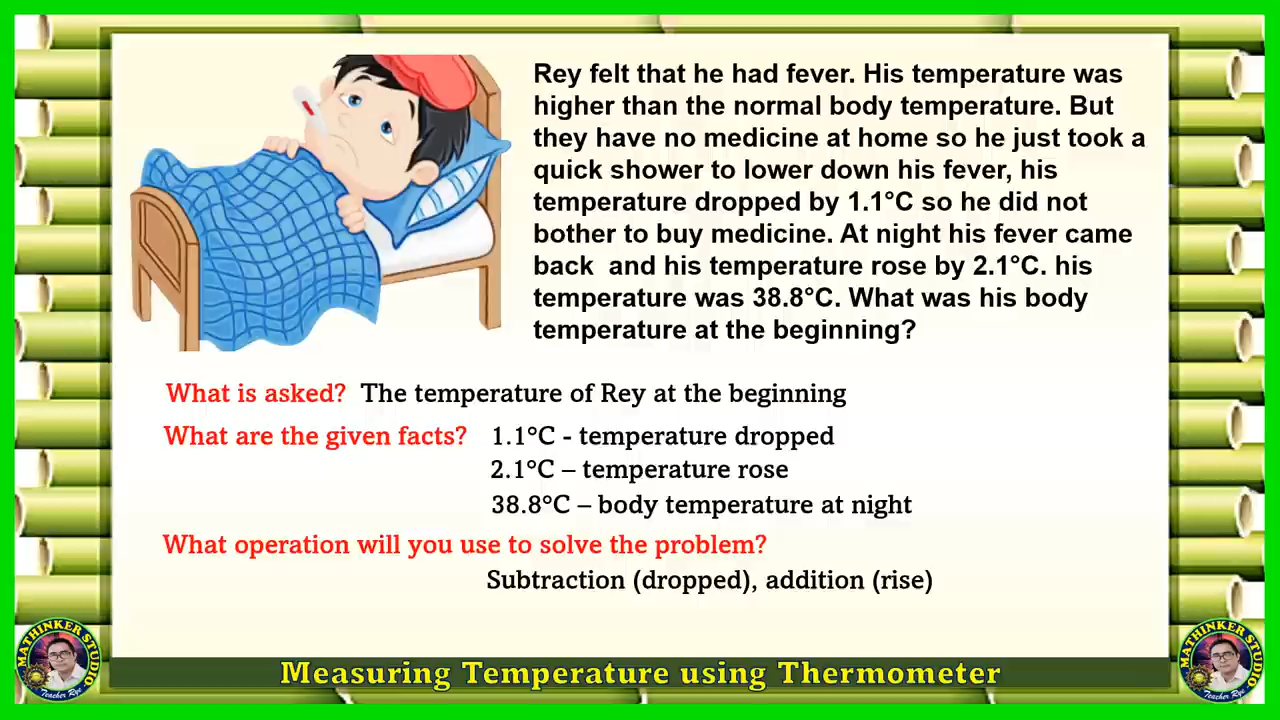 Rey felt that he had fever. His temperature was
higher than the normal body temperature. But
they have no medicine at home so he just took a
quick shower to lower down his fever, his
temperature dropped by 1.1°C so he did not
bother to buy medicine. At night his fever came
back and his temperature rose by 2.1°C. his
temperature was 38.8°C. What was his body
temperature at the beginning?
What is asked? The temperature of Rey at the beginning
What are the given facts? 1.1°C - temperature dropped
2.1°C – temperature rose
38.8°C – body temperature at night
What operation will you use to solve the problem?
Subtraction (dropped), addition (rise)
MATHINKER STUDIO
Teacher Rye
Measuring Temperature using Thermometer
MATHINKER STUDIO
Teacher Rye